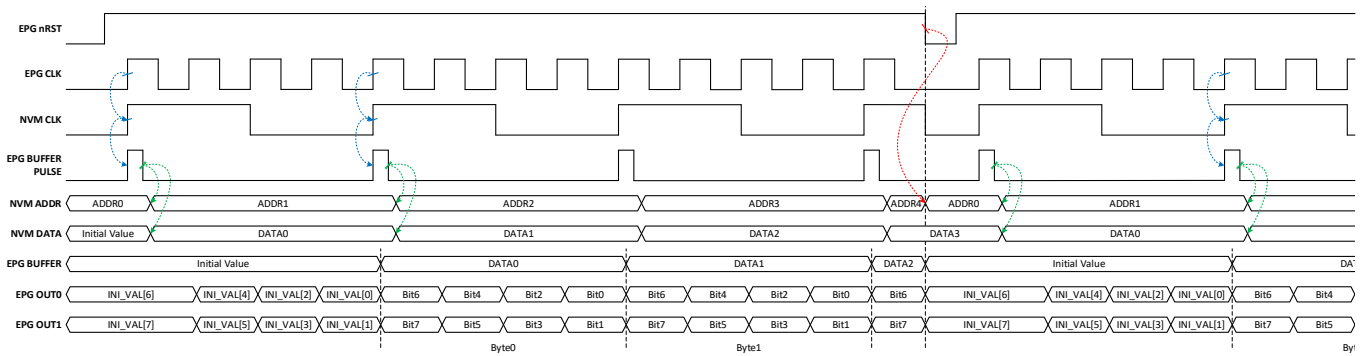 EPG nRST
EPG CLK
NVM CLK
EPG BUFFER
PULSE
NVM ADDR ADDR0 ADDR1 ADDR2 ADDR3 ADDR4 ADDR0 ADDR1
NVM DATA Initial Value DATA0 DATA1 DATA2 DATA3 DATA0
EPG BUFFER Initial Value DATA0 DATA1 DATA2 Initial Value DAT
EPG OUT0 INI_VAL[6] INI_VAL[4] INI_VAL[2] INI_VAL[0] Bit6 Bit4 Bit2 Bit0 Bit6 Bit4 Bit2 Bit0 Bit6 INI_VAL[6] INI_VAL[4] INI_VAL[2] INI_VAL[0] Bit6 Bit4
EPG OUT1 INI_VAL[7] INI_VAL[5] INI_VAL[3] INI_VAL[1] Bit7 Bit5 Bit3 Bit1 Bit7 Bit5 Bit3 Bit1 Bit7 INI_VAL[7] INI_VAL[5] INI_VAL[3] INI_VAL[1] Bit7 Bit5
Byte0 Byte1 Byt